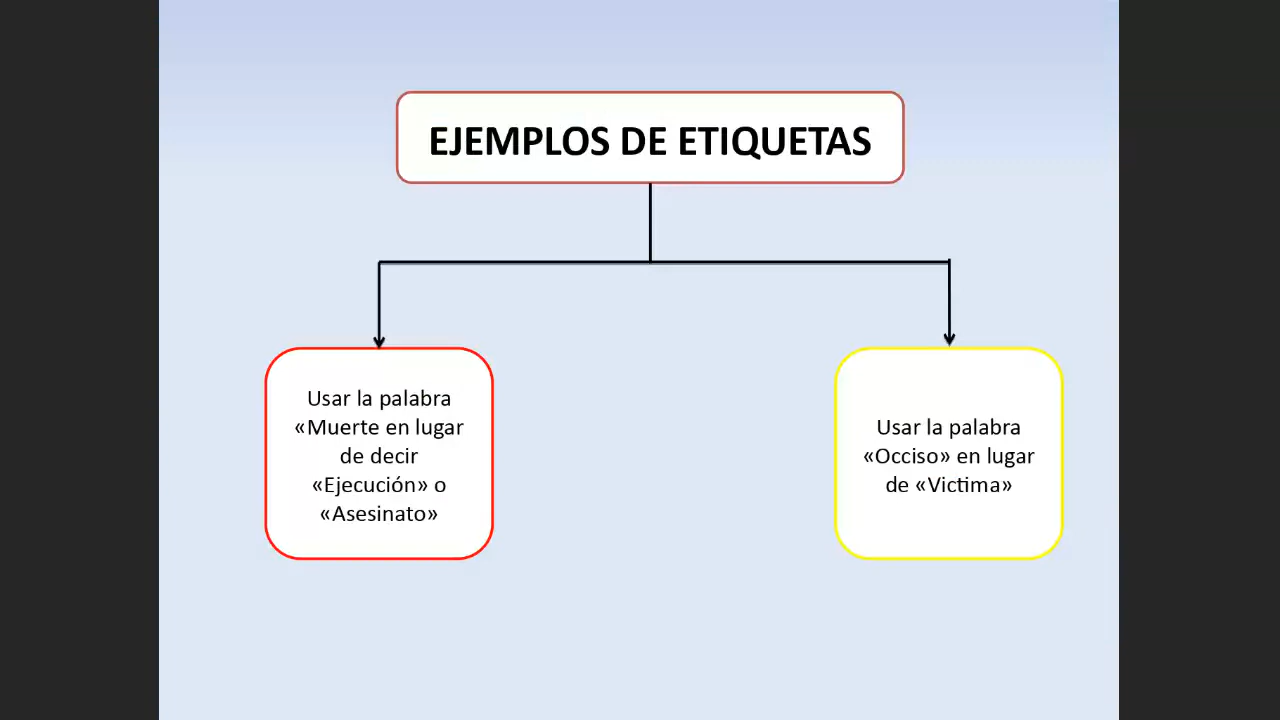 EJEMPLOS DE ETIQUETAS
Usar la palabra
«Muerte en lugar
de decir
«Ejecución» o
«Asesinato»
Usar la palabra
«Occiso» en lugar
de «Victima»